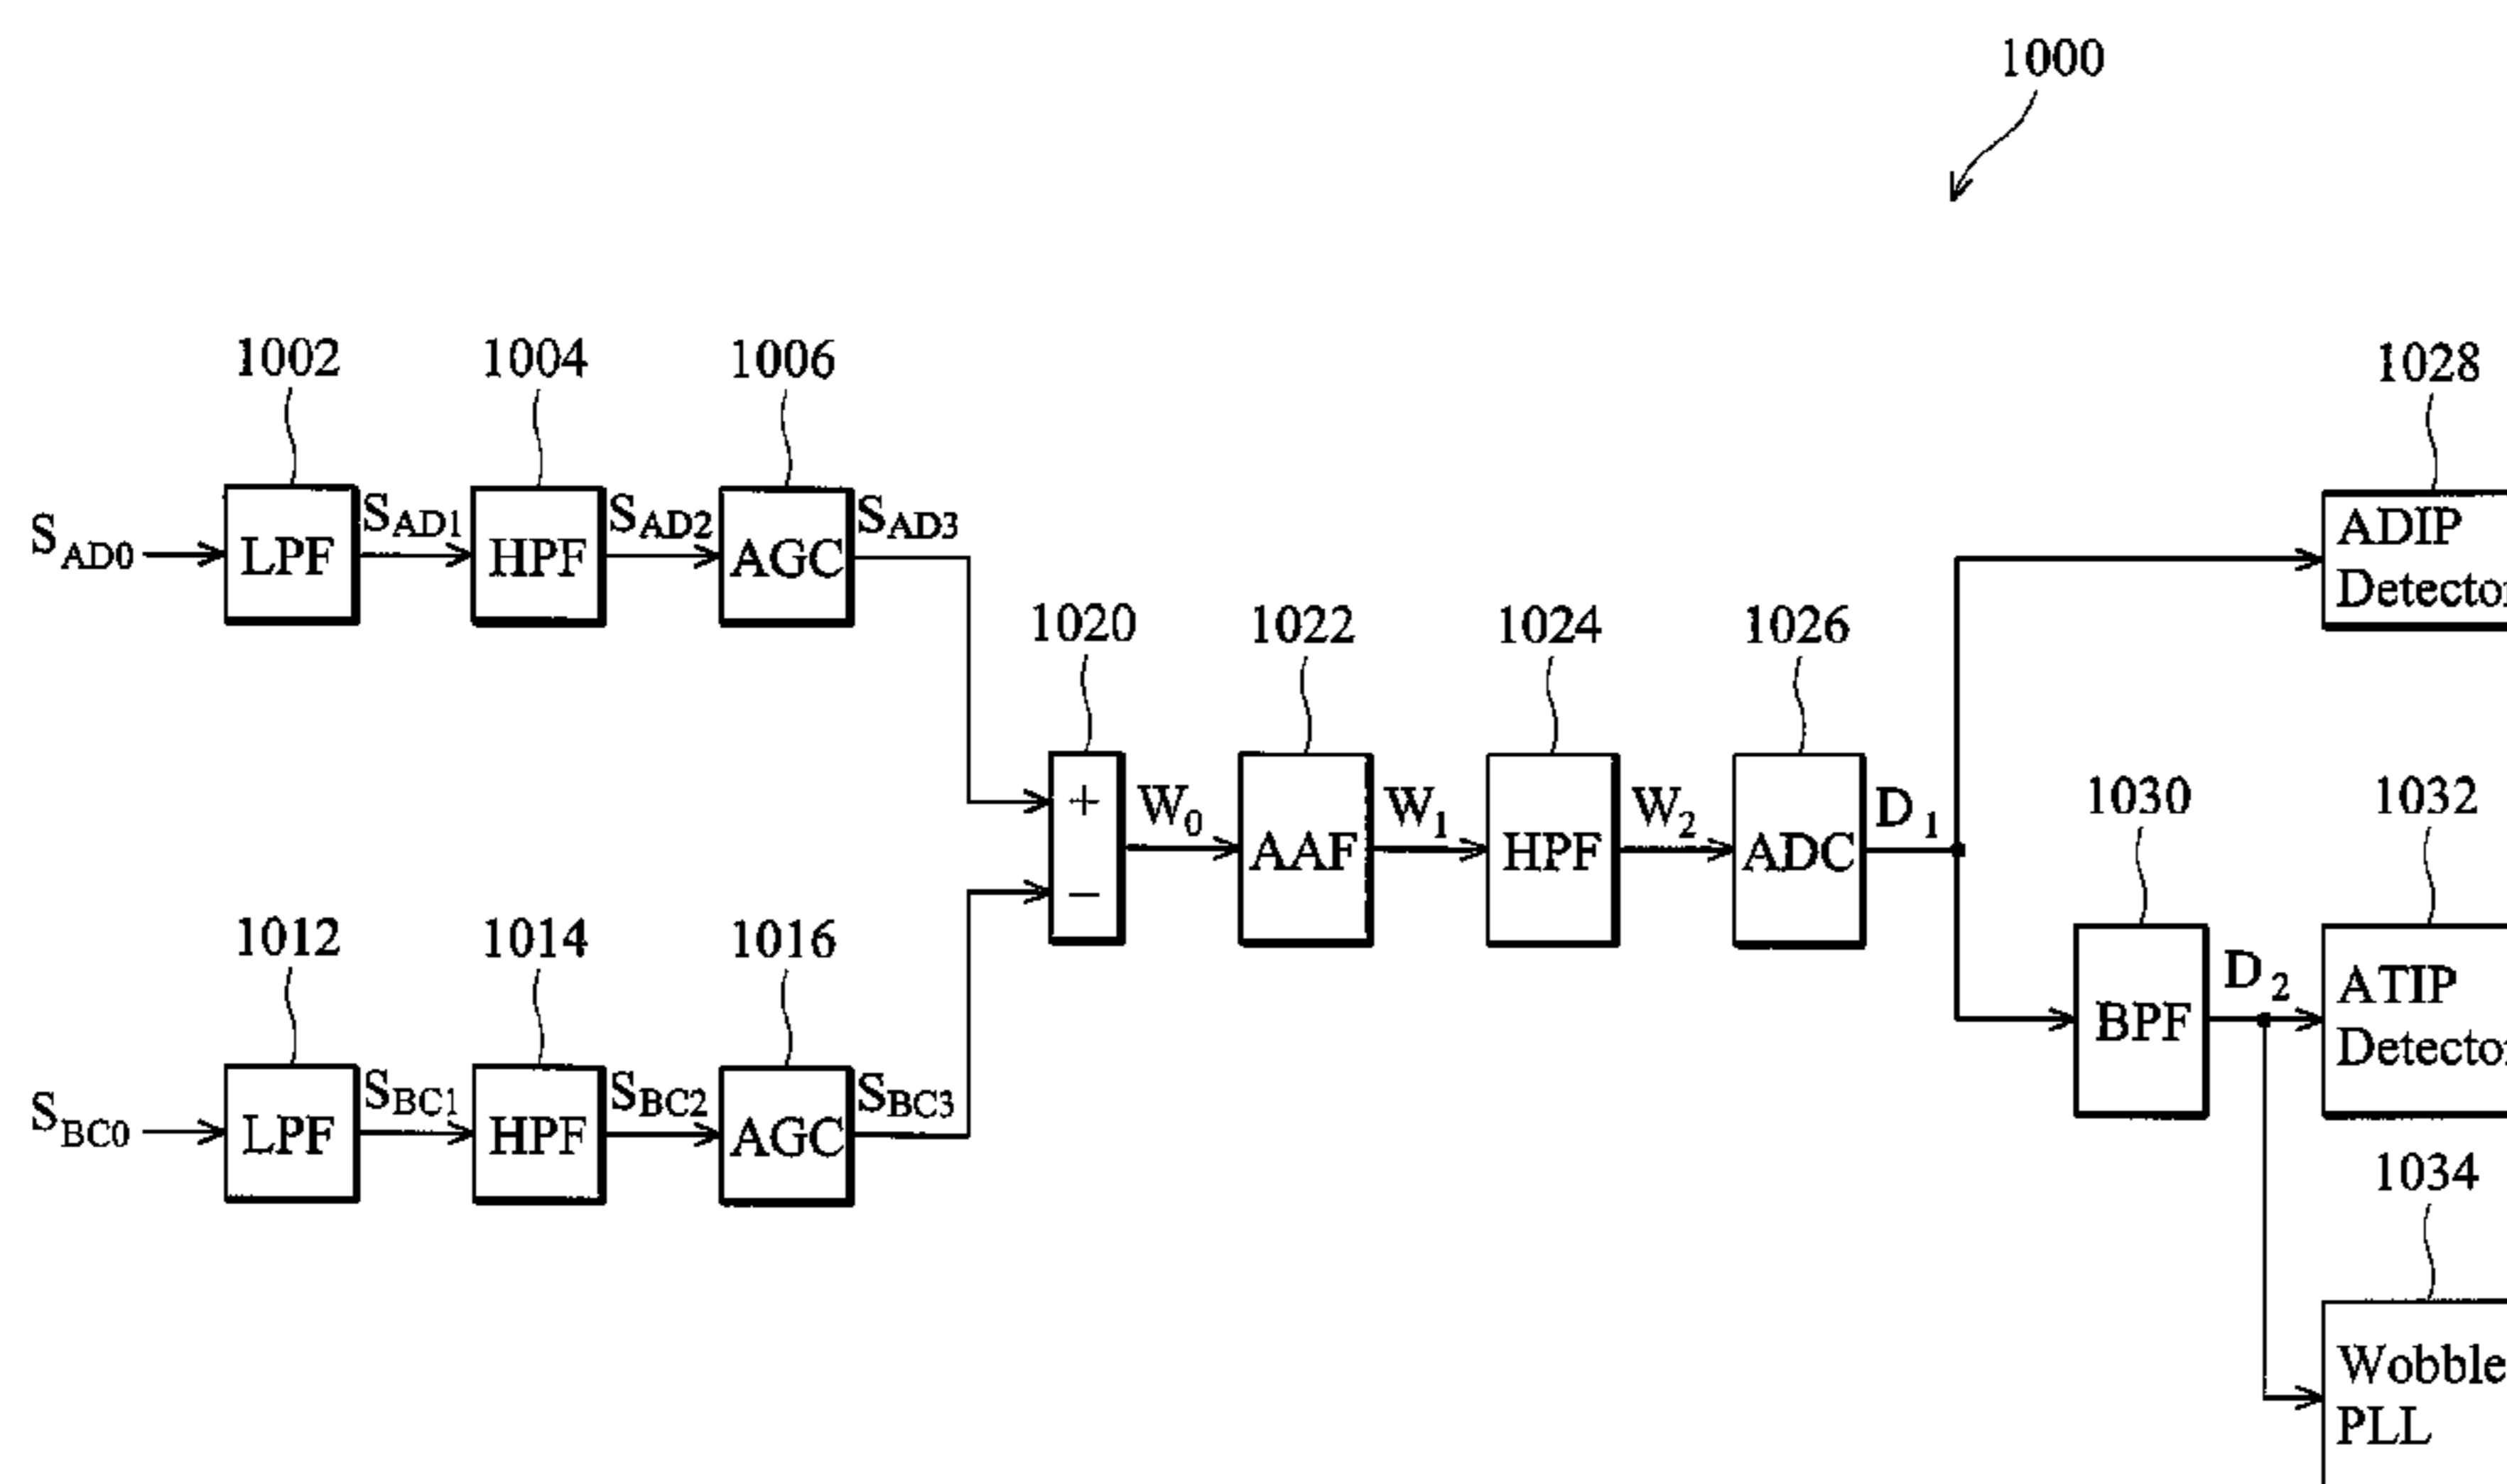 1000
1002 1004 1006 1028
S_AD0 LPF S_AD1 HPF S_AD2 AGC S_AD3 ADIP
Detector
1020 1022 1024 1026
+ W_0 AAF W_1 HPF W_2 ADC D_1
−
1030 1032
1012 1014 1016
BPF D_2 ATIP
Detector
S_BC0 LPF S_BC1 HPF S_BC2 AGC S_BC3
1034
Wobble
PLL